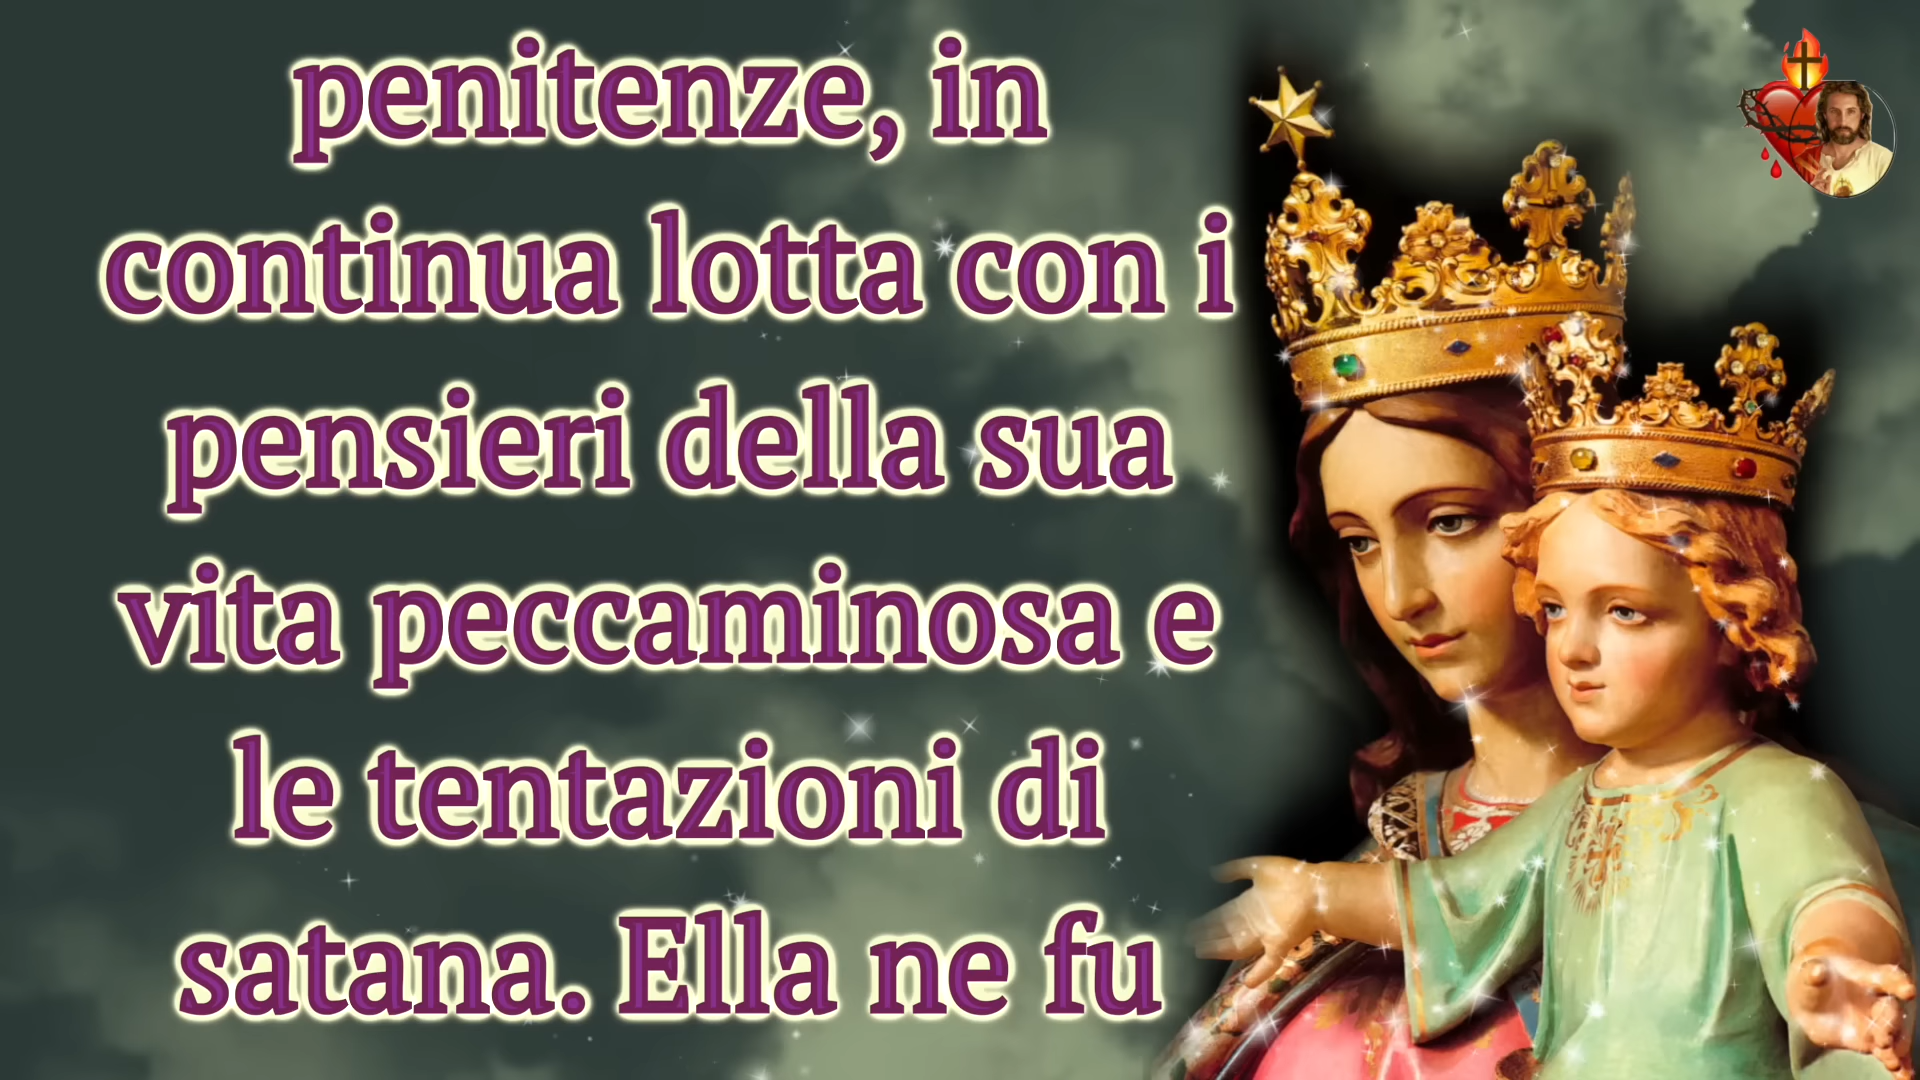 penitenze, in
continua lotta con i
pensieri della sua
vita peccaminosa e
le tentazioni di
satana. Ella ne fu